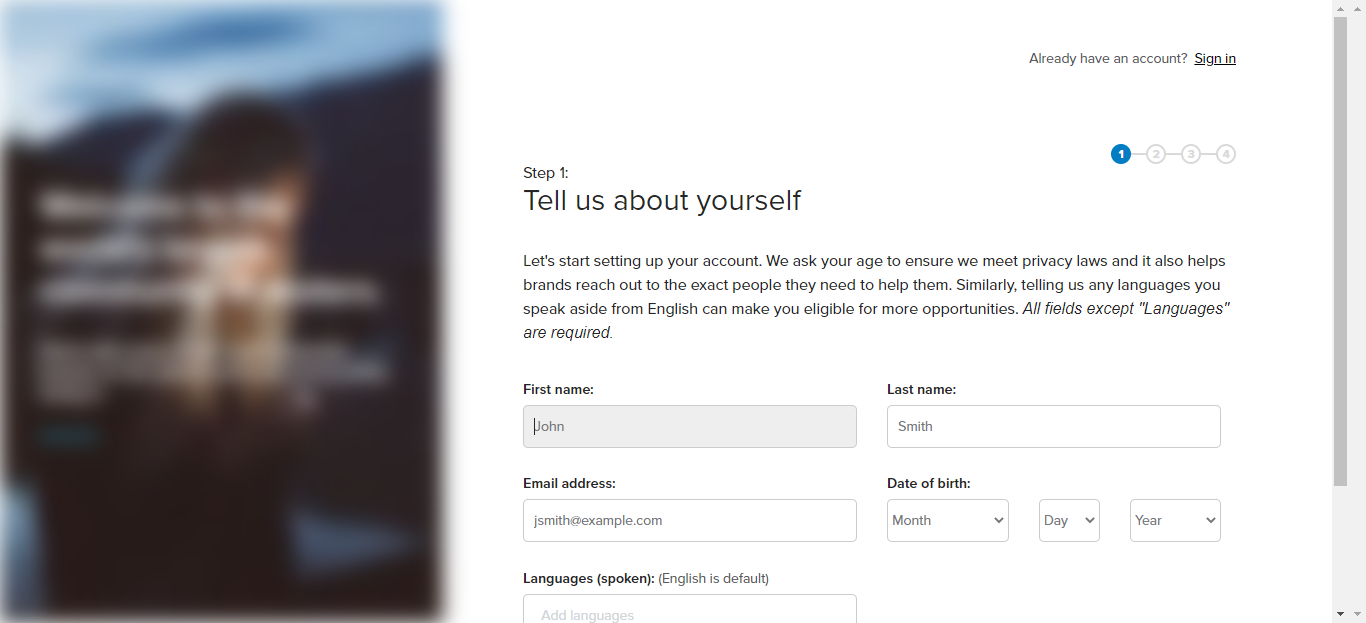 Already have an account? Sign in
1 2 3 4
Step 1:
Tell us about yourself
Let's start setting up your account. We ask your age to ensure we meet privacy laws and it also helps
brands reach out to the exact people they need to help them. Similarly, telling us any languages you
speak aside from English can make you eligible for more opportunities. All fields except "Languages"
are required.
First name: Last name:
John Smith
Email address: Date of birth:
jsmith@example.com Month Day Year
Languages (spoken): (English is default)
Add languages